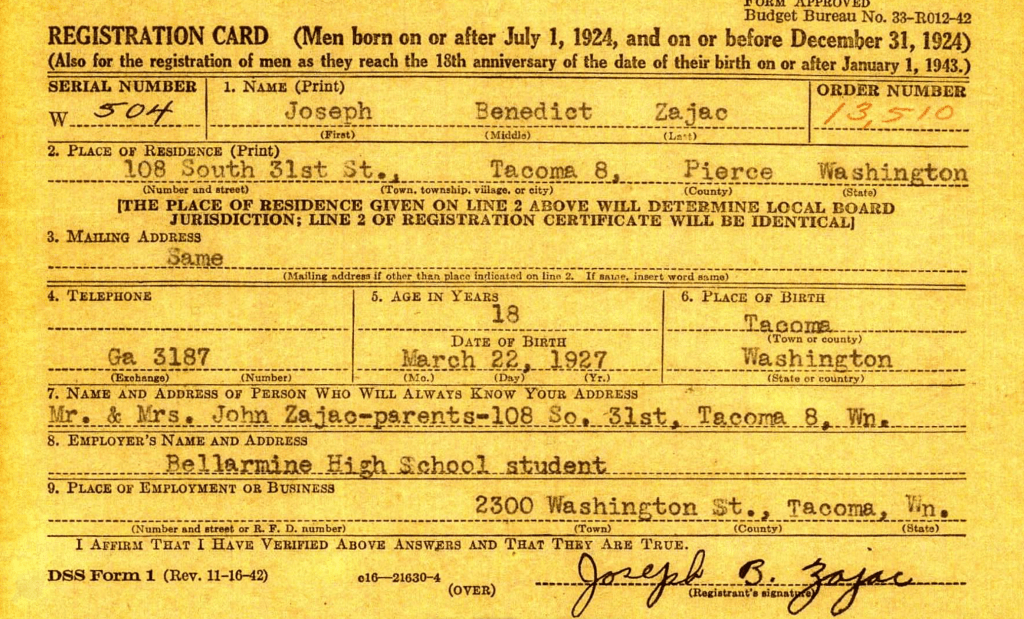 FORM APPROVED
Budget Bureau No. 33-R012-42
REGISTRATION CARD (Men born on or after July 1, 1924, and on or before December 31, 1924)
(Also for the registration of men as they reach the 18th anniversary of the date of their birth on or after January 1, 1943.)
SERIAL NUMBER 1. NAME (Print) ORDER NUMBER
W 504 Joseph Benedict Zajac 13,510
(First) (Middle) (Last)
2. PLACE OF RESIDENCE (Print)
108 South 31st St., Tacoma 8, Pierce Washington
(Number and street) (Town, township, village, or city) (County) (State)
[THE PLACE OF RESIDENCE GIVEN ON LINE 2 ABOVE WILL DETERMINE LOCAL BOARD
JURISDICTION; LINE 2 OF REGISTRATION CERTIFICATE WILL BE IDENTICAL]
3. MAILING ADDRESS
Same
(Mailing address if other than place indicated on line 2. If same, insert word same)
4. TELEPHONE 5. AGE IN YEARS 6. PLACE OF BIRTH
18
Tacoma
(Town or county)
DATE OF BIRTH
Ga 3187 March 22, 1927 Washington
(Exchange) (Number) (Mo.) (Day) (Yr.) (State or country)
7. NAME AND ADDRESS OF PERSON WHO WILL ALWAYS KNOW YOUR ADDRESS
Mr. & Mrs. John Zajac-parents-108 So. 31st, Tacoma 8, Wn.
8. EMPLOYER'S NAME AND ADDRESS
Bellarmine High School student
9. PLACE OF EMPLOYMENT OR BUSINESS
2300 Washington St., Tacoma, Wn.
(Number and street or R. F. D. number) (Town) (County) (State)
I AFFIRM THAT I HAVE VERIFIED ABOVE ANSWERS AND THAT THEY ARE TRUE.
DSS Form 1 (Rev. 11-16-42) c16-21630-4 Joseph B. Zajac
(OVER) (Registrant's signature)